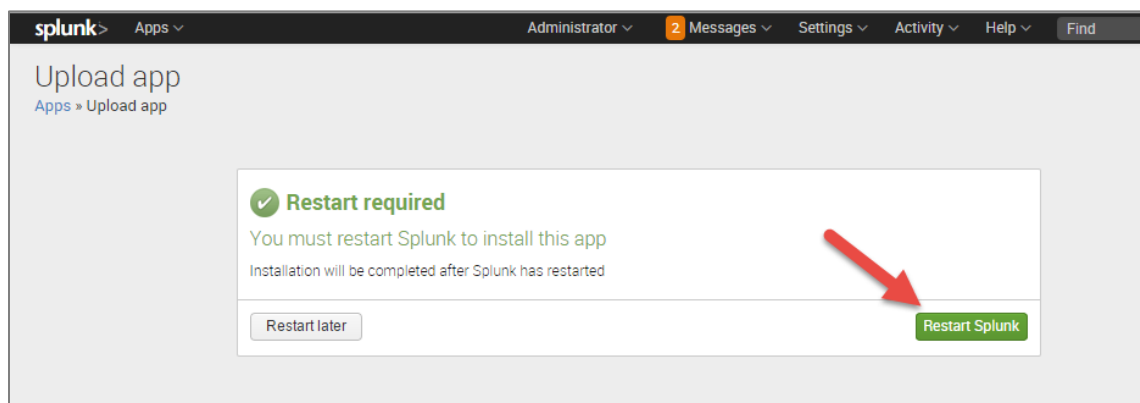 splunk> Apps Administrator 2 Messages Settings Activity Help Find
Upload app
Apps » Upload app
Restart required
You must restart Splunk to install this app
Installation will be completed after Splunk has restarted
Restart later Restart Splunk